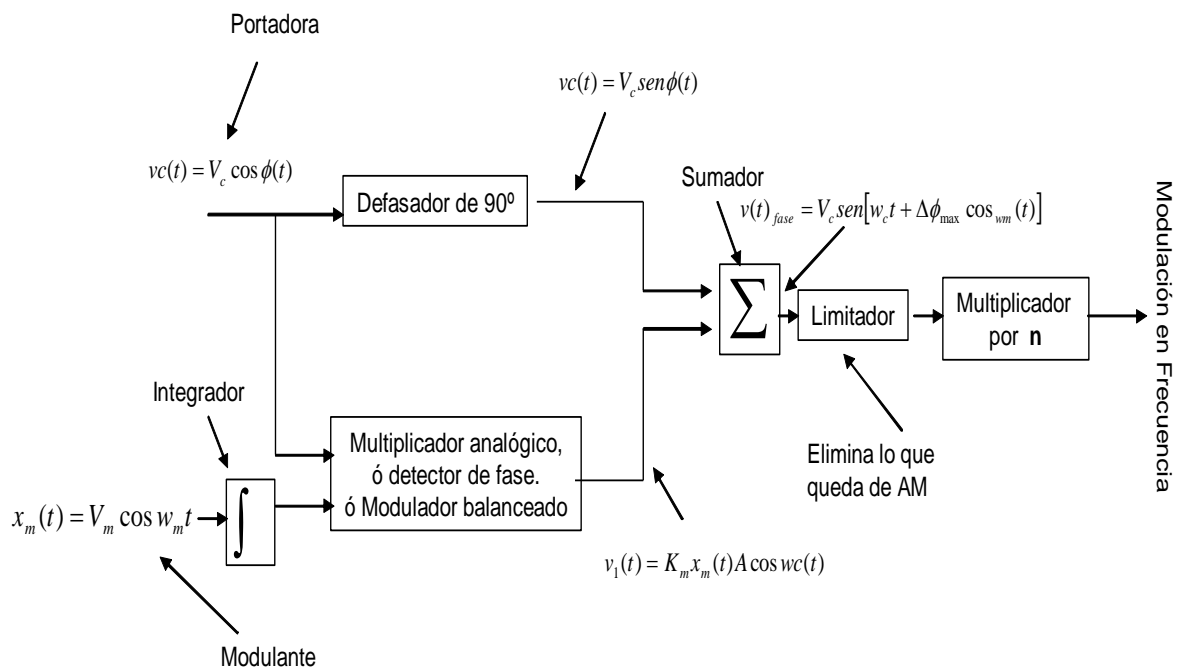 Portadora
vc(t) = V_c cos ϕ(t)
Defasador de 90º
vc(t) = V_c sen ϕ(t)
Sumador
v(t)_fase = V_c sen[w_c t + Δϕ_max cos_wm (t)]
∑
Limitador
Multiplicador
por n
Modulación en Frecuencia
Elimina lo que
queda de AM
Integrador
∫
x_m(t) = V_m cos w_m t
Modulante
Multiplicador analógico,
ó detector de fase.
ó Modulador balanceado
v_1(t) = K_m x_m(t) A cos wc(t)